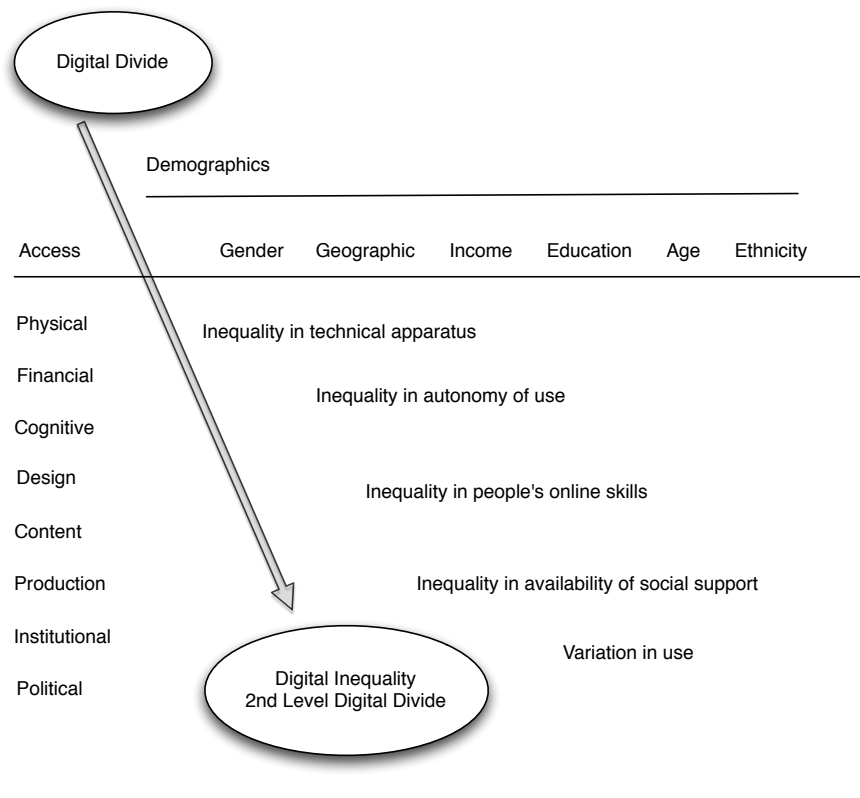 Digital Divide
Demographics
Access Gender Geographic Income Education Age Ethnicity
Physical
Inequality in technical apparatus
Financial
Inequality in autonomy of use
Cognitive
Design
Inequality in people's online skills
Content
Production
Inequality in availability of social support
Institutional
Variation in use
Digital Inequality
2nd Level Digital Divide
Political